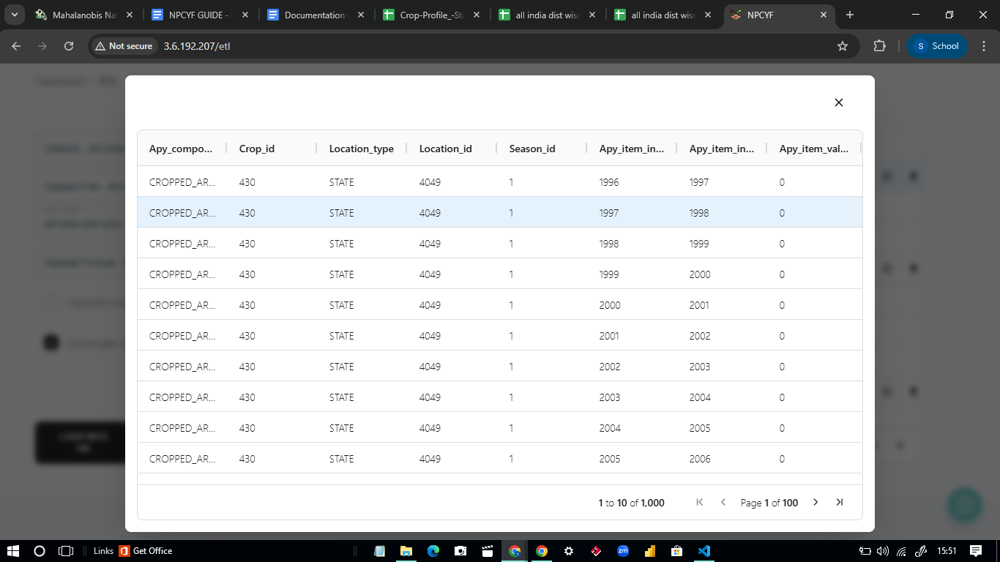 Mahalanobis Na
NPCYF GUIDE -
Documentation
Crop-Profile_-Sta
all india dist wise
all india dist wise
NPCYF
Not secure
3.6.192.207/etl
S
School
Apy_compo...
Crop_id
Location_type
Location_id
Season_id
Apy_item_in...
Apy_item_in...
Apy_item_val...
CROPPED_AR... 430 STATE 4049 1 1996 1997 0
CROPPED_AR... 430 STATE 4049 1 1997 1998 0
CROPPED_AR... 430 STATE 4049 1 1998 1999 0
CROPPED_AR... 430 STATE 4049 1 1999 2000 0
CROPPED_AR... 430 STATE 4049 1 2000 2001 0
CROPPED_AR... 430 STATE 4049 1 2001 2002 0
CROPPED_AR... 430 STATE 4049 1 2002 2003 0
CROPPED_AR... 430 STATE 4049 1 2003 2004 0
CROPPED_AR... 430 STATE 4049 1 2004 2005 0
CROPPED_AR... 430 STATE 4049 1 2005 2006 0
1 to 10 of 1,000
Page 1 of 100
Links
Get Office
zm
15:51